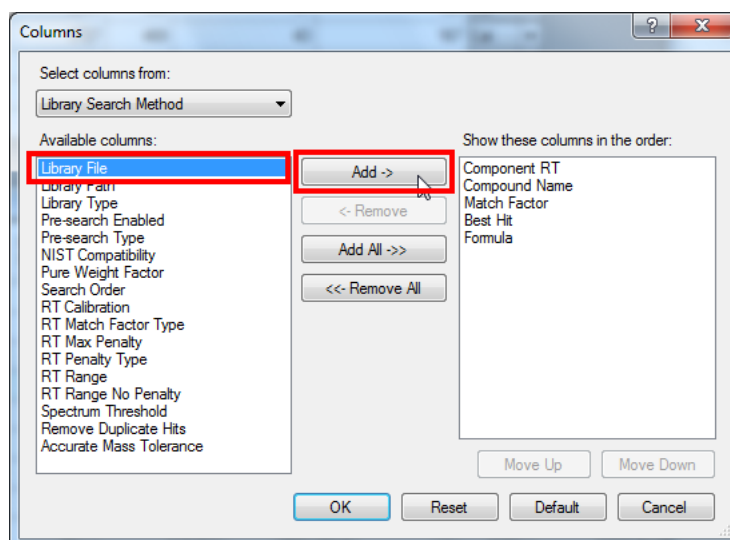 Columns
Select columns from:
Library Search Method
Available columns:
Library File
Library Path
Library Type
Pre-search Enabled
Pre-search Type
NIST Compatibility
Pure Weight Factor
Search Order
RT Calibration
RT Match Factor Type
RT Max Penalty
RT Penalty Type
RT Range
RT Range No Penalty
Spectrum Threshold
Remove Duplicate Hits
Accurate Mass Tolerance
Add ->
<- Remove
Add All ->>
<<- Remove All
Show these columns in the order:
Component RT
Compound Name
Match Factor
Best Hit
Formula
Move Up
Move Down
OK
Reset
Default
Cancel